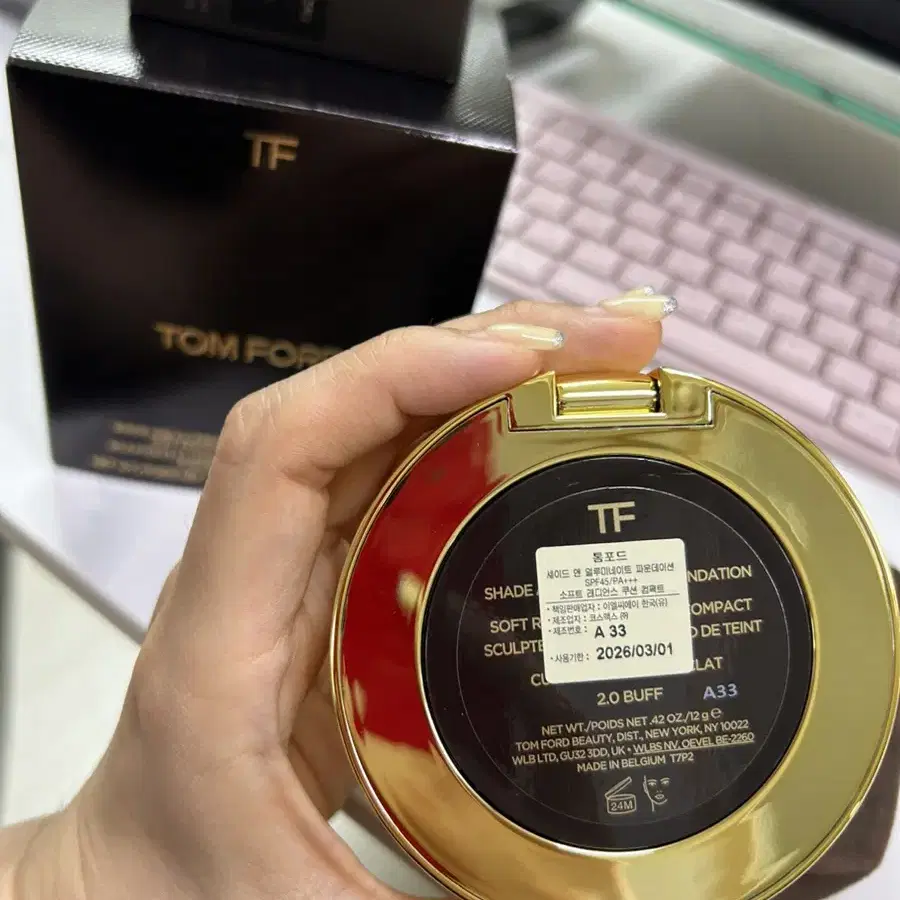 TF
TOM FORD
TF
톰포드
세이드 앤 일루미네이트 파운데이션
SPF45/PA+++
소프트 래디언스 쿠션 컴팩트
• 책임판매업자: 이엘씨에이 한국(유)
• 제조업자: 코스맥스 ㈜
• 제조번호: A 33
• 사용기한: 2026/03/01
SHADE
SOFT
SCULPTE
DE TEINT
2.0 BUFF A33
NET WT./POIDS NET .42 OZ./12 g ℮
TOM FORD BEAUTY, DIST., NEW YORK, NY 10022
WLB LTD, GU32 3DD, UK • WLBS NV. OEVEL BE-2260
MADE IN BELGIUM T7P2
24M